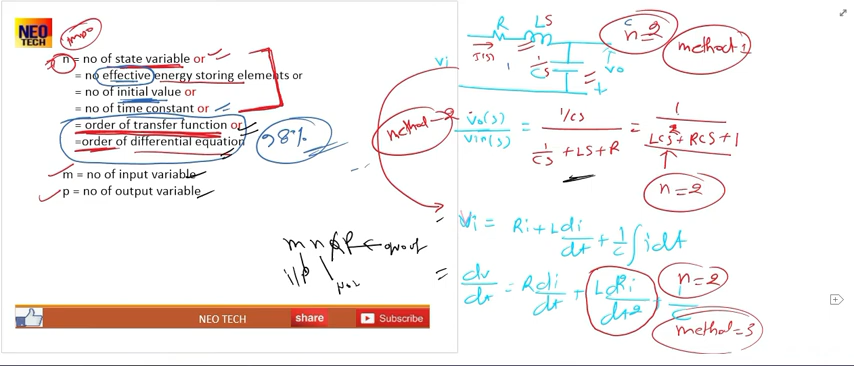 NEO
TECH
n = no of state variable or
= no effective energy storing elements or
= no of initial value or
= no of time constant or
= order of transfer function or
=order of differential equation
98%
m = no of input variable
p = no of output variable
m n P
i/p
NEO TECH
share
Subscribe
R LS
n=2
method 1
I(s)
1/CS
Vi
Vo
method - 2
Vo(s)/Vin(s) = 1/CS / (1/CS + LS + R) = 1 / (LCS² + RCS + 1)
n=2
= Vi = Ri + L di/dt + 1/C ∫ i dt
= dv/dt = R di/dt + L d²i/dt² + i/C
n=2
method=3